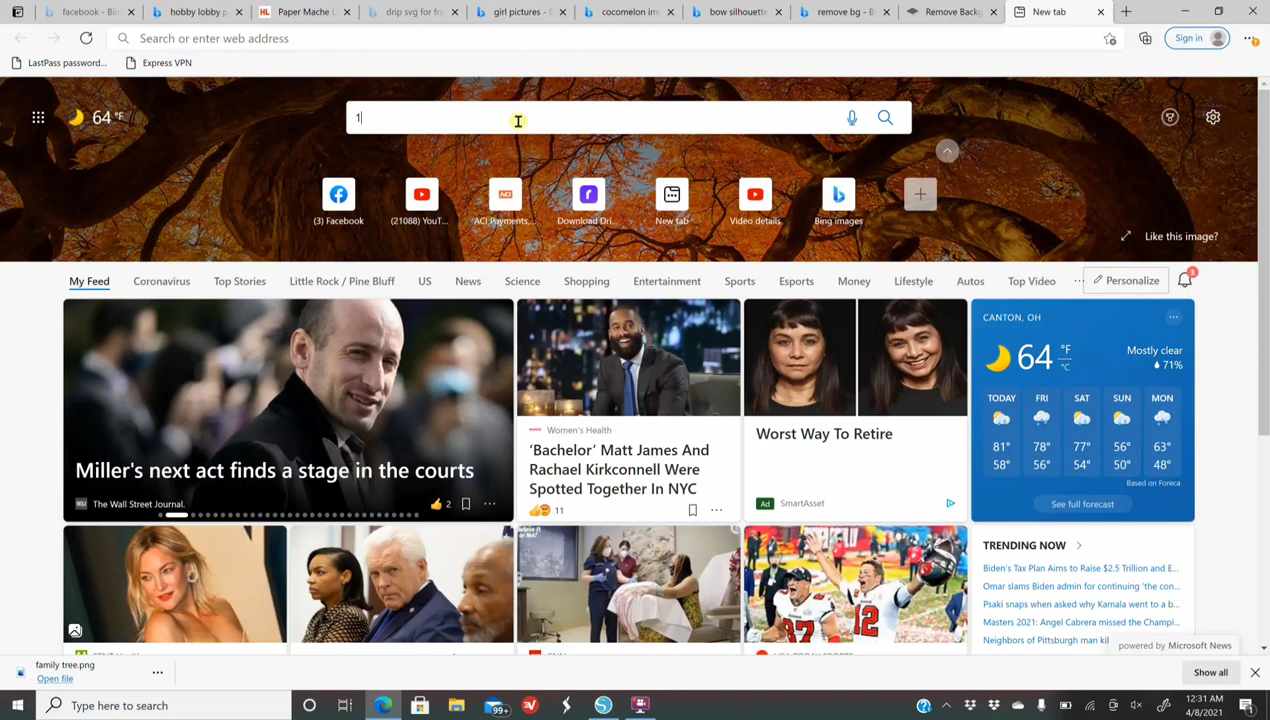 facebook - Bin
hobby lobby p
HL Paper Mache L
drip svg for fre
girl pictures - B
cocomelon im
bow silhouette
remove bg - B
Remove Backg
New tab
Search or enter web address
Sign in
LastPass password...
Express VPN
64 °F
1
(3) Facebook
(21088) YouT...
ACI
ACI Payments,...
Download Dri...
New tab
Video details
Bing images
Like this image?
My Feed
Coronavirus
Top Stories
Little Rock / Pine Bluff
US
News
Science
Shopping
Entertainment
Sports
Esports
Money
Lifestyle
Autos
Top Video
Personalize
3
Miller's next act finds a stage in the courts
WSJ The Wall Street Journal.
2
Women's Health
'Bachelor' Matt James And
Rachael Kirkconnell Were
Spotted Together In NYC
11
Worst Way To Retire
Ad SmartAsset
CANTON, OH
64 °F
°C
Mostly clear
71%
TODAY FRI SAT SUN MON
81° 78° 77° 56° 63°
58° 56° 54° 50° 48°
Based on Foreca
See full forecast
TRENDING NOW
Biden's Tax Plan Aims to Raise $2.5 Trillion and E...
Omar slams Biden admin for continuing 'the con...
Psaki snaps when asked why Kamala went to a b...
Masters 2021: Angel Cabrera missed the Champi...
Neighbors of Pittsburgh man kil
powered by Microsoft News
87
12
family tree.png
Open file
Show all
Type here to search
99+
12:31 AM
4/8/2021
1